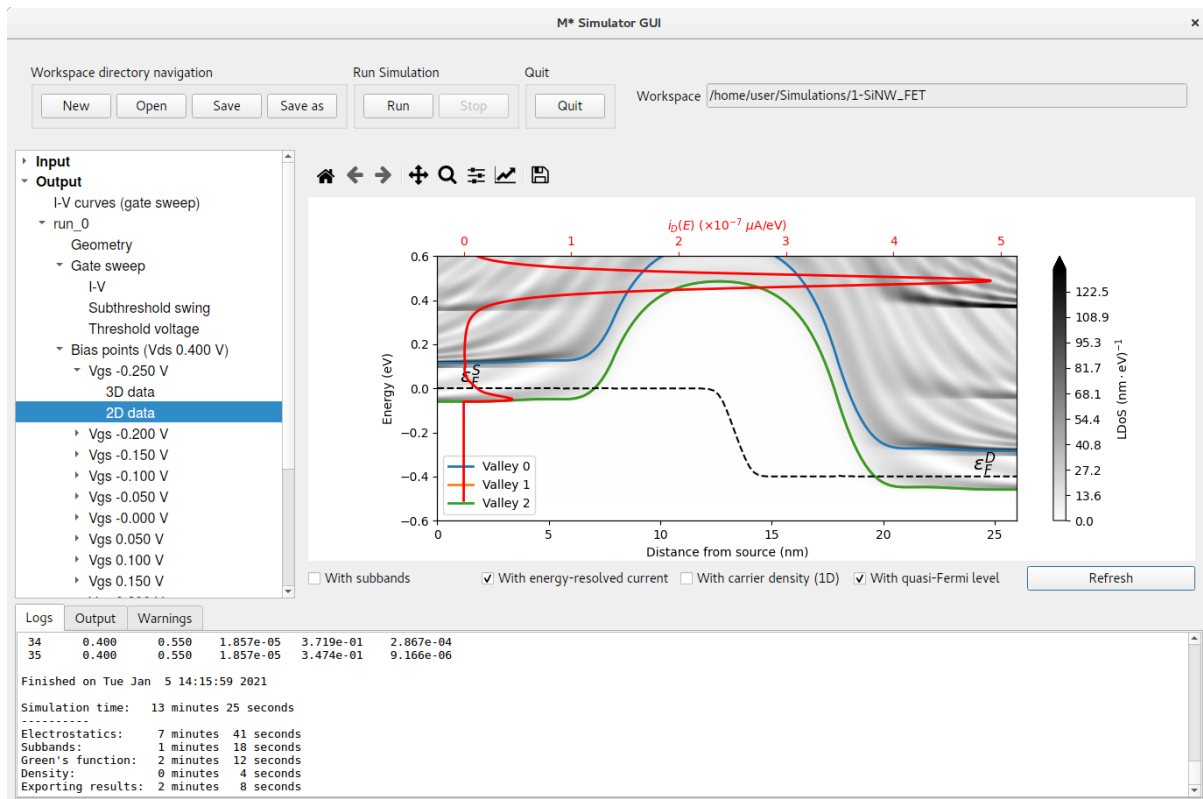 M* Simulator GUI
×
Workspace directory navigation
Run Simulation
Quit
New
Open
Save
Save as
Run
Stop
Quit
Workspace
/home/user/Simulations/1-SiNW_FET
Input
Output
I-V curves (gate sweep)
run_0
Geometry
Gate sweep
I-V
Subthreshold swing
Threshold voltage
Bias points (Vds 0.400 V)
Vgs -0.250 V
3D data
2D data
Vgs -0.200 V
Vgs -0.150 V
Vgs -0.100 V
Vgs -0.050 V
Vgs -0.000 V
Vgs 0.050 V
Vgs 0.100 V
Vgs 0.150 V
i_D(E) (×10⁻⁷ μA/eV)
0 1 2 3 4 5
0.6
0.4
0.2
0.0
−0.2
−0.4
−0.6
Energy (eV)
ε_F^S
ε_F^D
Valley 0
Valley 1
Valley 2
0 5 10 15 20 25
Distance from source (nm)
122.5
108.9
95.3
81.7
68.1
54.4
40.8
27.2
13.6
0.0
LDoS (nm·eV)⁻¹
With subbands
With energy-resolved current
With carrier density (1D)
With quasi-Fermi level
Refresh
Logs
Output
Warnings
34 0.400 0.550 1.857e-05 3.719e-01 2.867e-04
35 0.400 0.550 1.857e-05 3.474e-01 9.166e-06
Finished on Tue Jan 5 14:15:59 2021
Simulation time: 13 minutes 25 seconds
----------
Electrostatics: 7 minutes 41 seconds
Subbands: 1 minutes 18 seconds
Green's function: 2 minutes 12 seconds
Density: 0 minutes 4 seconds
Exporting results: 2 minutes 8 seconds